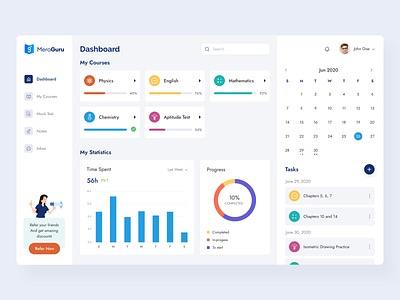 MeroGuru
Dashboard
My Courses
Mock Test
Notes
Inbox
Refer your friends
And get amazing
discount
Refer Now
Dashboard
Search
My Courses
Physics
English
Mathematics
Chemistry
Aptitude Test
My Statistics
Time Spent
Last Week
56h
S M T W T F S
Progress
10%
COMPLETED
Completed
In-progress
To start
John Doe
Jun 2020
S M T W T F S
1 2 3 4 5 6
7 8 9 10 11 12 13
14 15 16 17 18 19 20
21 22 23 24 25 26 27
28 29 30
Tasks
June 29, 2020
Chapters 5, 6, 7
Chapters 10 and 14
June 30, 2020
Isometric Drawing Practice